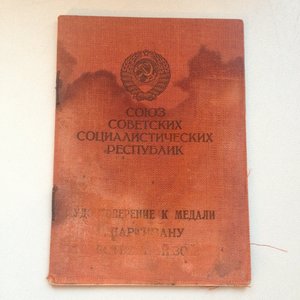 СОЮЗ
СОВЕТСКИХ
СОЦИАЛИСТИЧЕСКИХ
РЕСПУБЛИК
УДОСТОВЕРЕНИЕ К МЕДАЛИ
ПАРТИЗАНУ